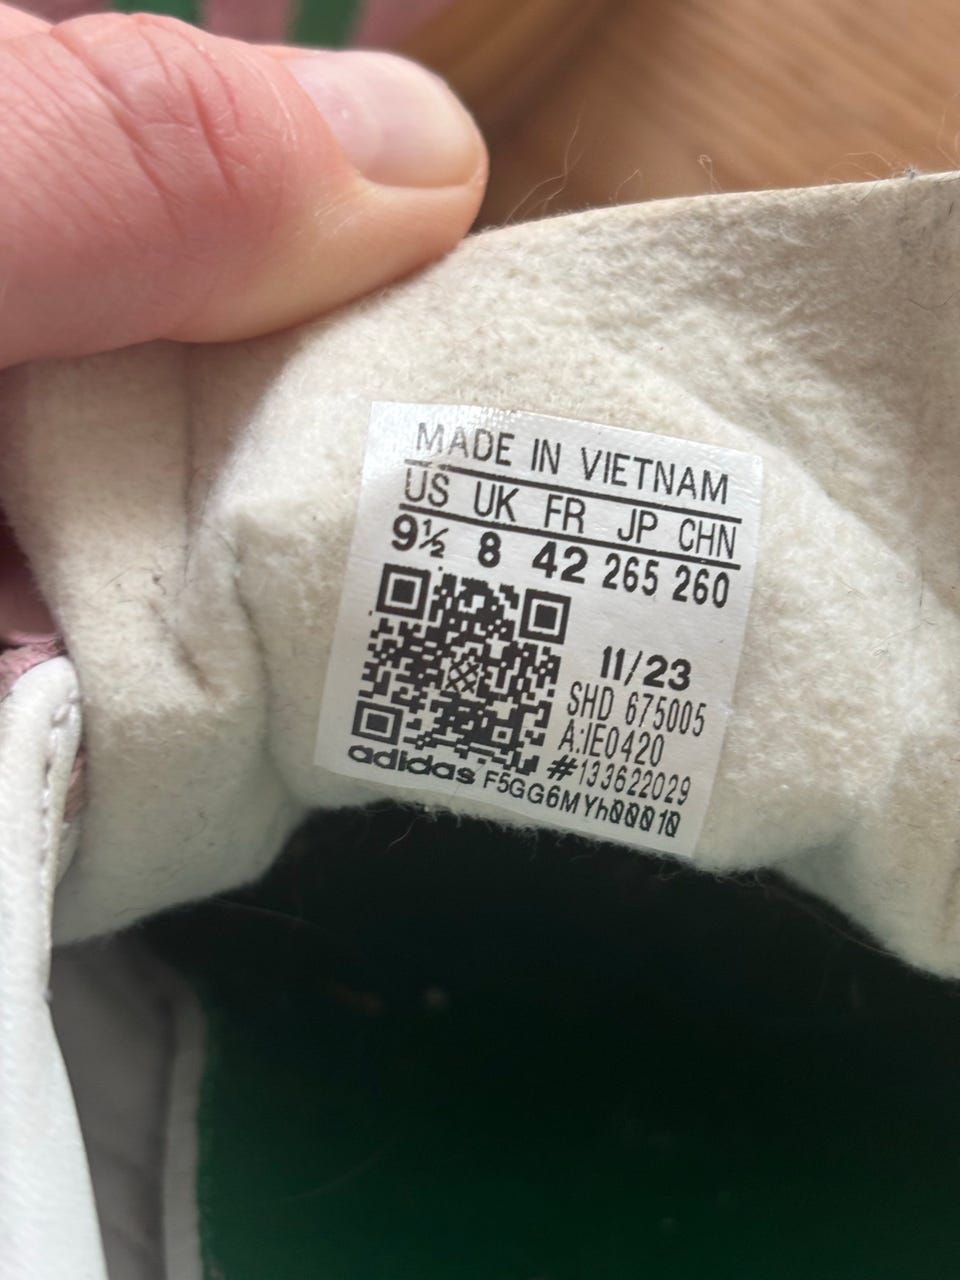 MADE IN VIETNAM
US UK FR JP CHN
9½ 8 42 265 260
11/23
SHD 675005
A:IE0420
#133622029
adidas F5GG6MYh00010